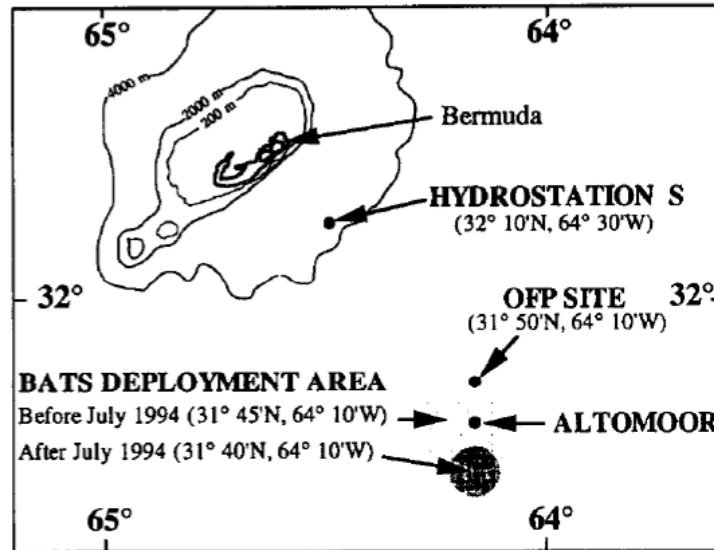 65° 64°
4000 m
2000 m
200 m
Bermuda
HYDROSTATION S
(32° 10'N, 64° 30'W)
32° 32°
OFP SITE
(31° 50'N, 64° 10'W)
BATS DEPLOYMENT AREA
Before July 1994 (31° 45'N, 64° 10'W)
ALTOMOOR
After July 1994 (31° 40'N, 64° 10'W)
65° 64°